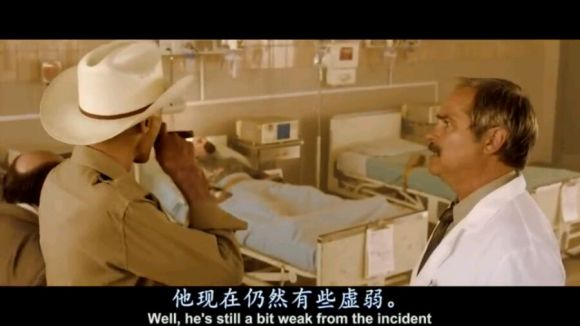 他现在仍然有些虚弱。
Well, he's still a bit weak from the incident